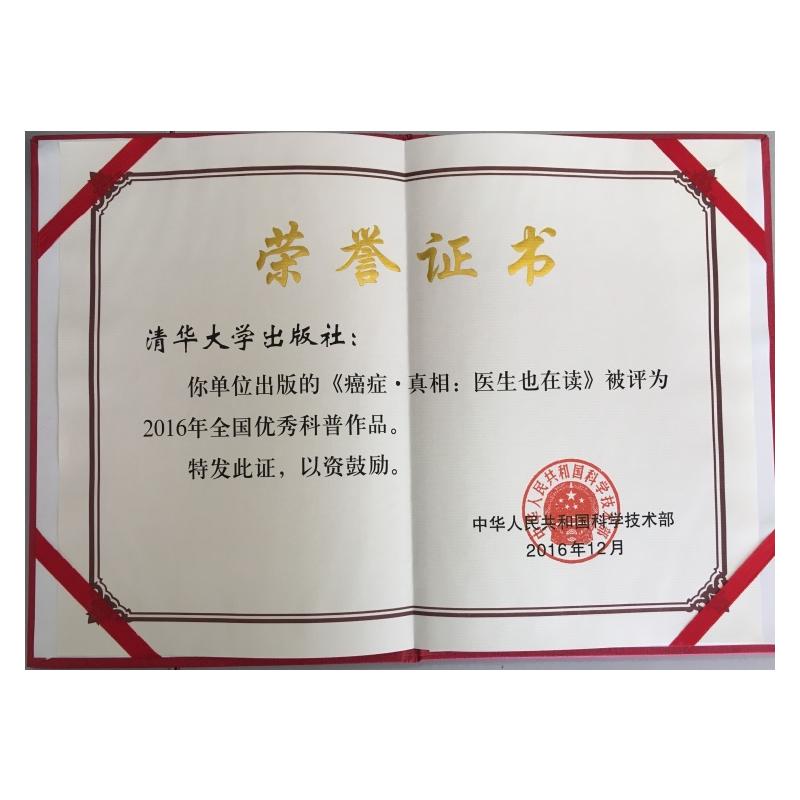 荣誉证书
清华大学出版社：
你单位出版的《癌症·真相：医生也在读》被评为
2016年全国优秀科普作品。
特发此证，以资鼓励。
中华人民共和国科学技术部
中华人民共和国科学技术部
2016年12月